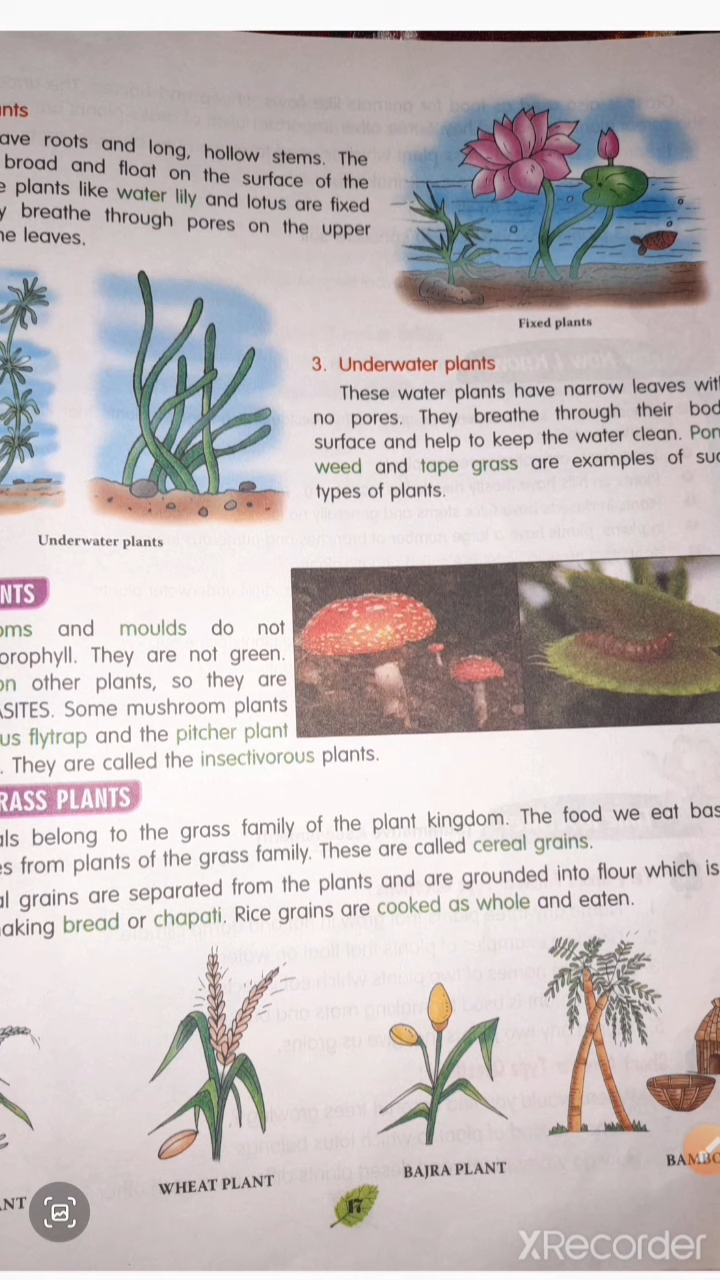 nts
ave roots and long, hollow stems. The
broad and float on the surface of the
e plants like water lily and lotus are fixed
y breathe through pores on the upper
he leaves.
Fixed plants
3. Underwater plants
These water plants have narrow leaves wit
no pores. They breathe through their bod
surface and help to keep the water clean. Pon
weed and tape grass are examples of suc
types of plants.
Underwater plants
NTS
oms and moulds do not
orophyll. They are not green.
on other plants, so they are
ASITES. Some mushroom plants
us flytrap and the pitcher plant
. They are called the insectivorous plants.
RASS PLANTS
als belong to the grass family of the plant kingdom. The food we eat bas
es from plants of the grass family. These are called cereal grains.
al grains are separated from the plants and are grounded into flour which is
aking bread or chapati. Rice grains are cooked as whole and eaten.
NT
WHEAT PLANT
BAJRA PLANT
BAMBO
17
XRecorder